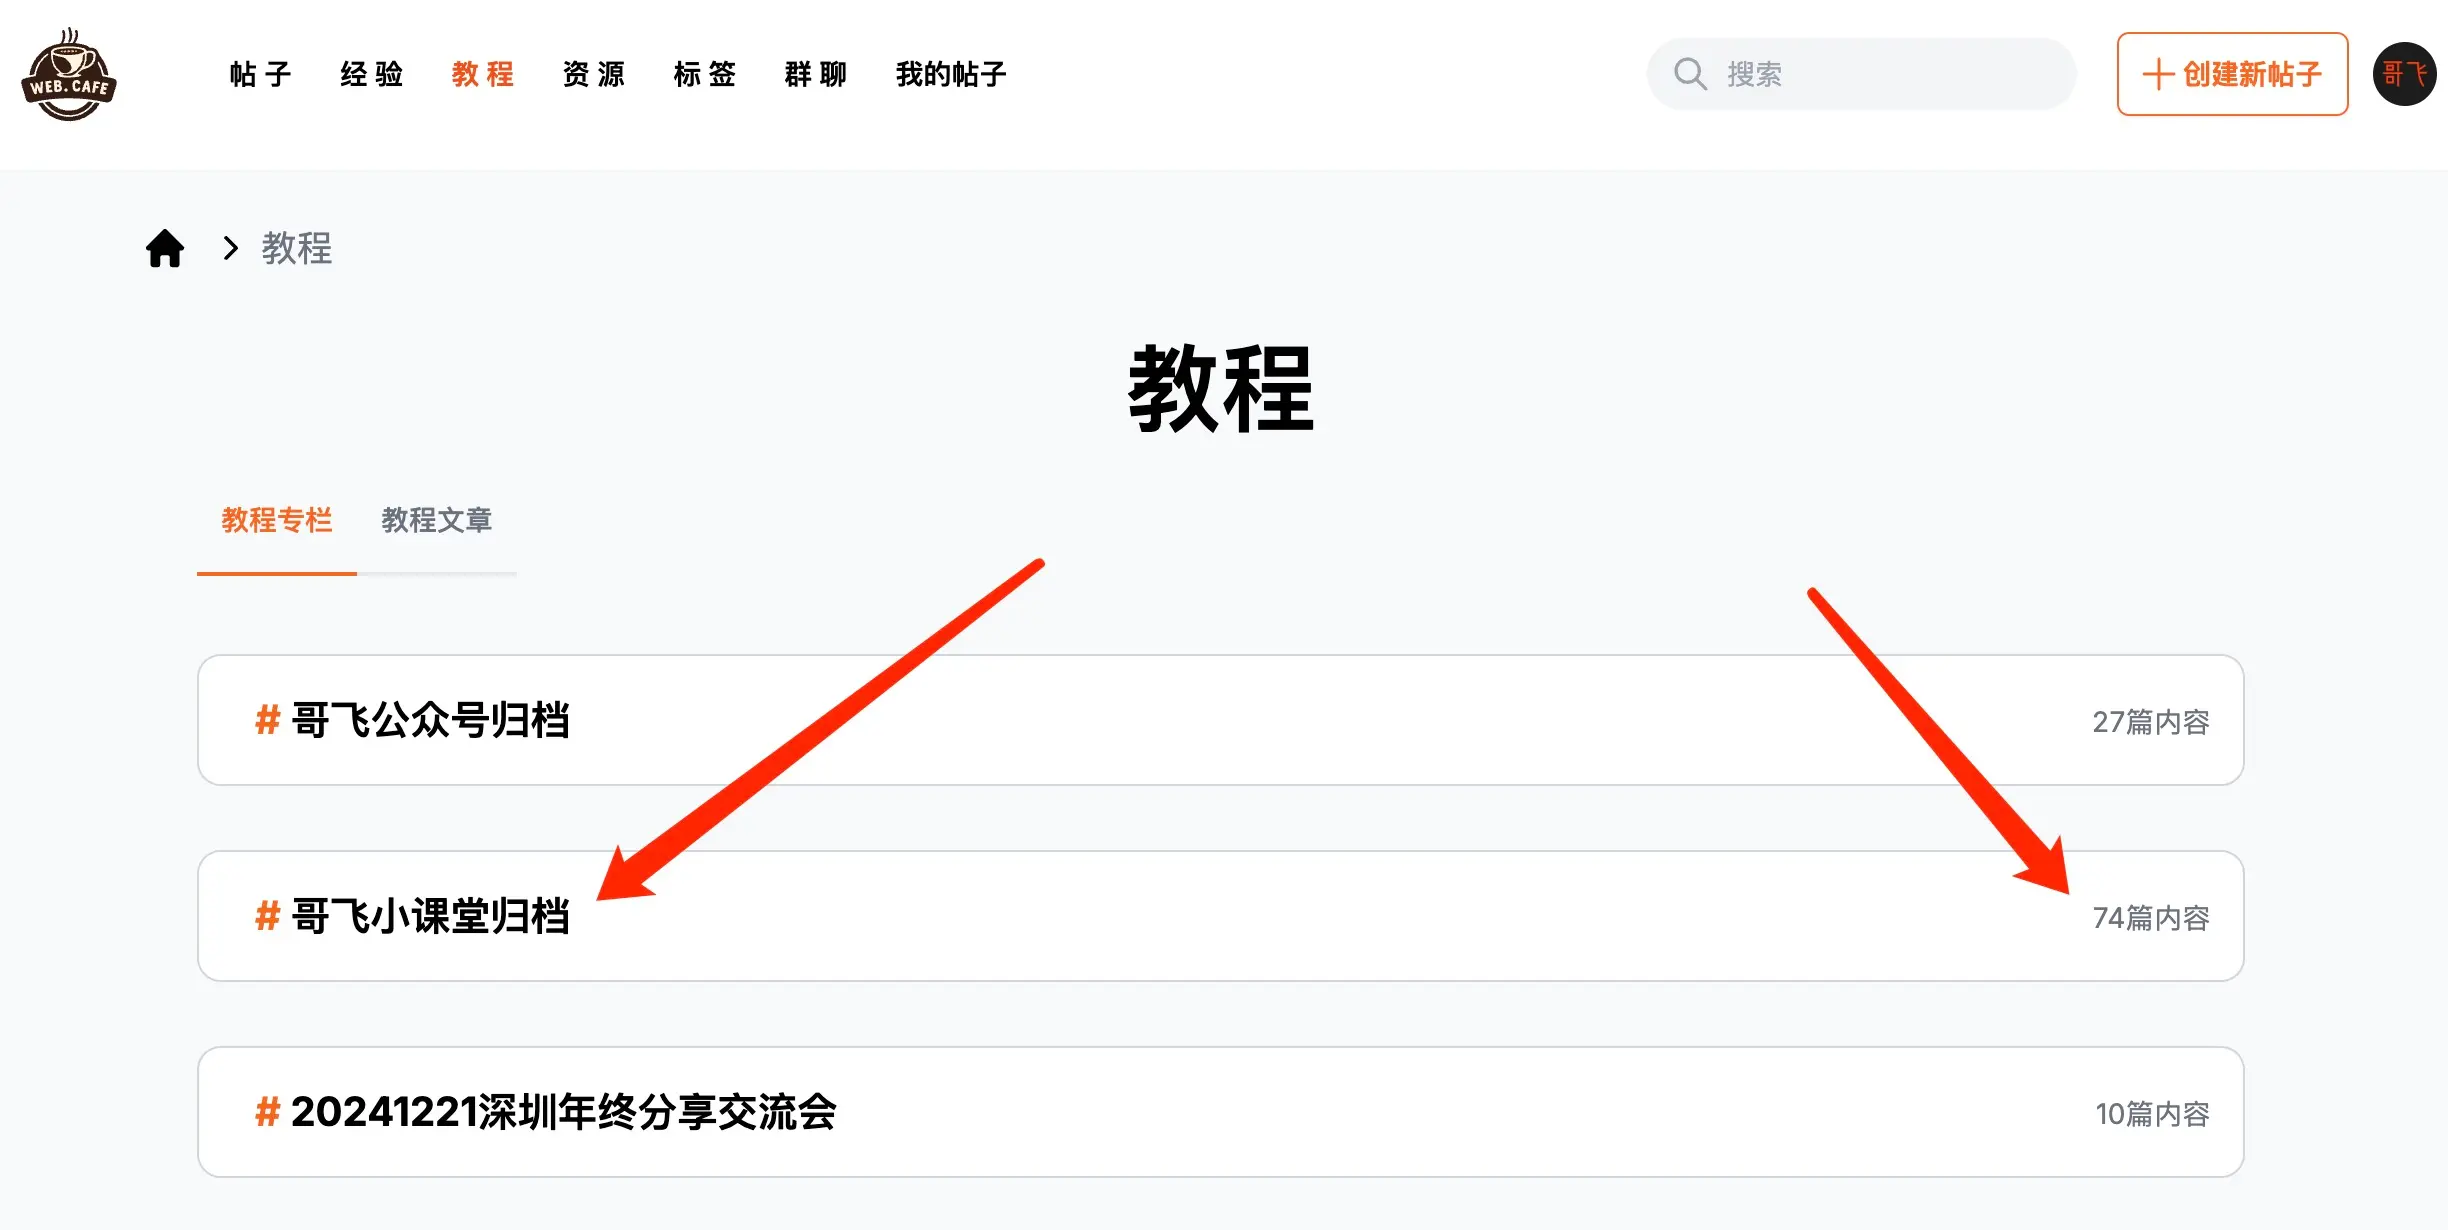 WEB.CAFE
帖子 经验 教程 资源 标签 群聊 我的帖子 搜索 创建新帖子 哥飞
教程
教程
教程专栏 教程文章
# 哥飞公众号归档 27篇内容
# 哥飞小课堂归档 74篇内容
# 20241221深圳年终分享交流会 10篇内容